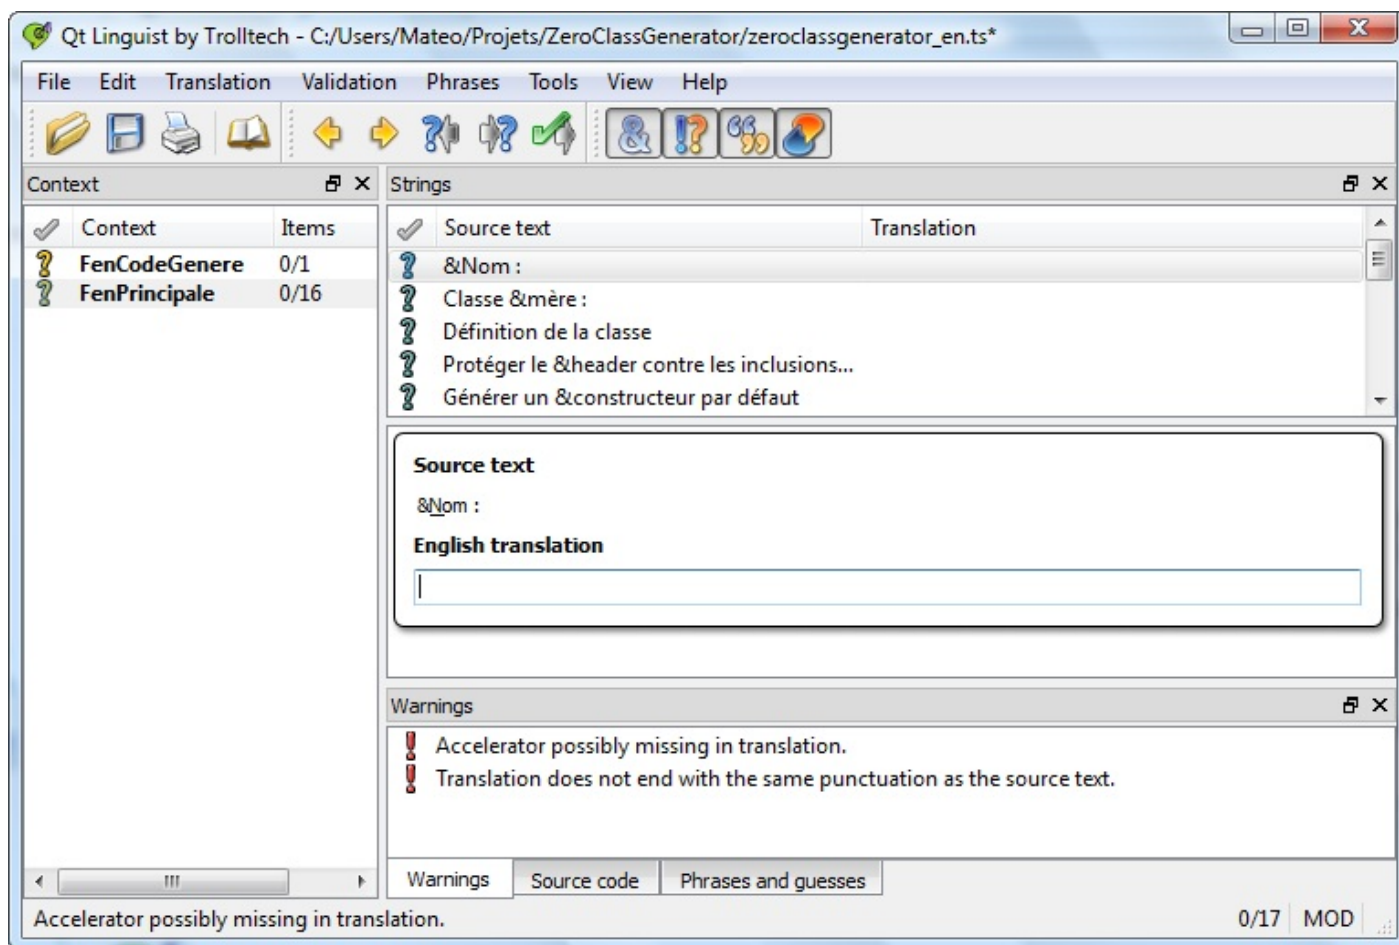 Qt Linguist by Trolltech - C:/Users/Mateo/Projets/ZeroClassGenerator/zeroclassgenerator_en.ts*
File Edit Translation Validation Phrases Tools View Help
Context
Context Items
FenCodeGenere 0/1
FenPrincipale 0/16
Strings
Source text Translation
&Nom :
Classe &mère :
Définition de la classe
Protéger le &header contre les inclusions...
Générer un &constructeur par défaut
Source text
&Nom :
English translation
Warnings
Accelerator possibly missing in translation.
Translation does not end with the same punctuation as the source text.
Warnings Source code Phrases and guesses
Accelerator possibly missing in translation. 0/17 MOD